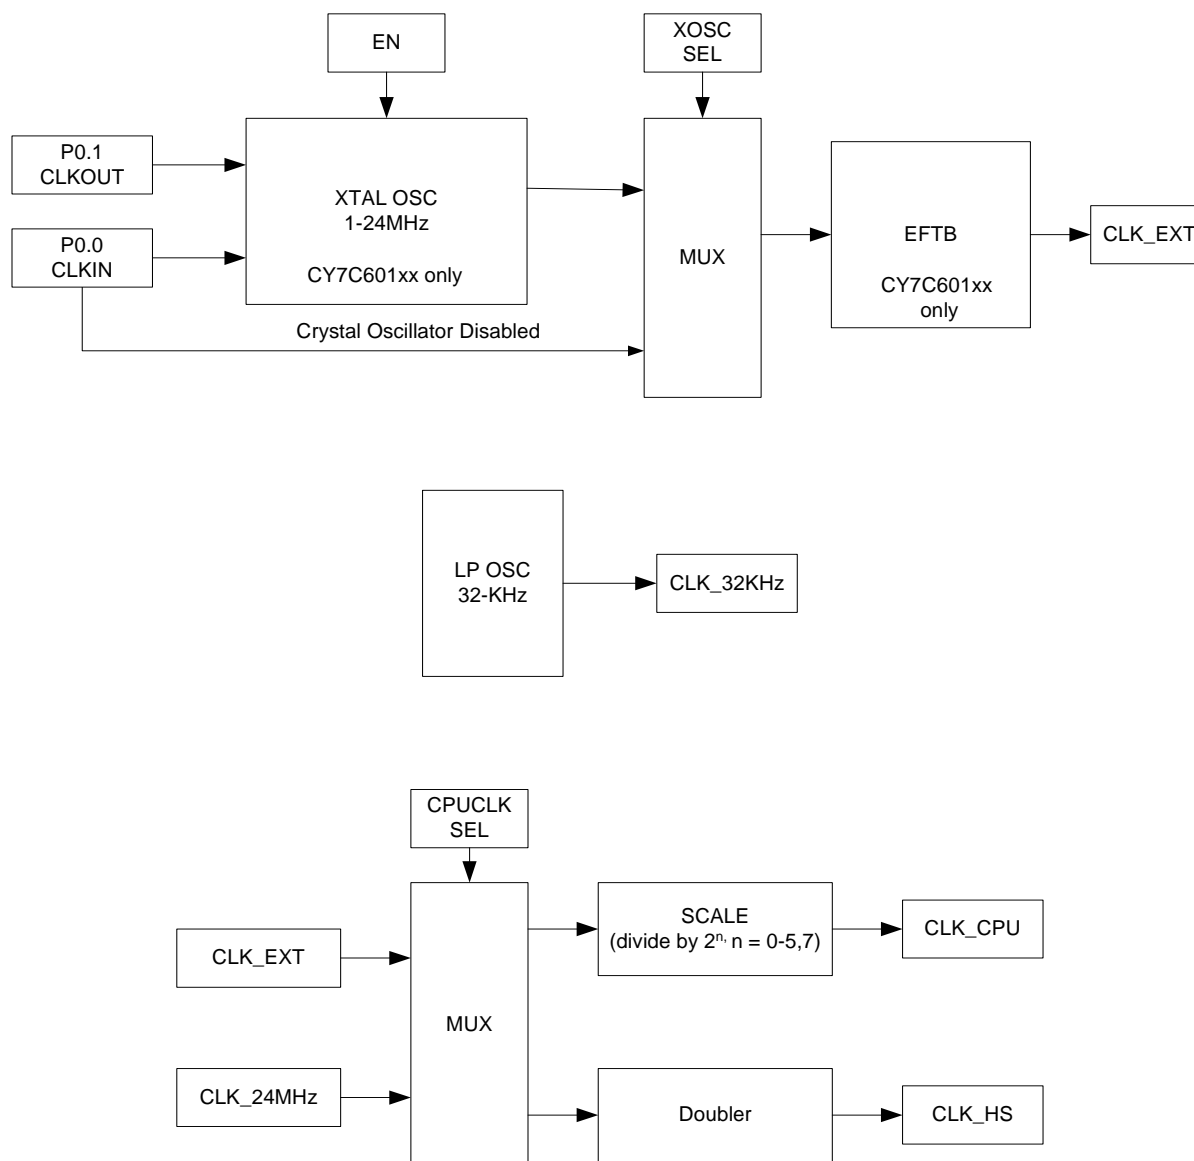 EN
XOSC
SEL
P0.1
CLKOUT
XTAL OSC
1-24MHz
P0.0
CLKIN
CY7C601xx only
MUX
EFTB
CY7C601xx
only
CLK_EXT
Crystal Oscillator Disabled
LP OSC
32-KHz
CLK_32KHz
CPUCLK
SEL
CLK_EXT
CLK_24MHz
MUX
SCALE
(divide by 2ⁿ, n = 0-5,7)
CLK_CPU
Doubler
CLK_HS